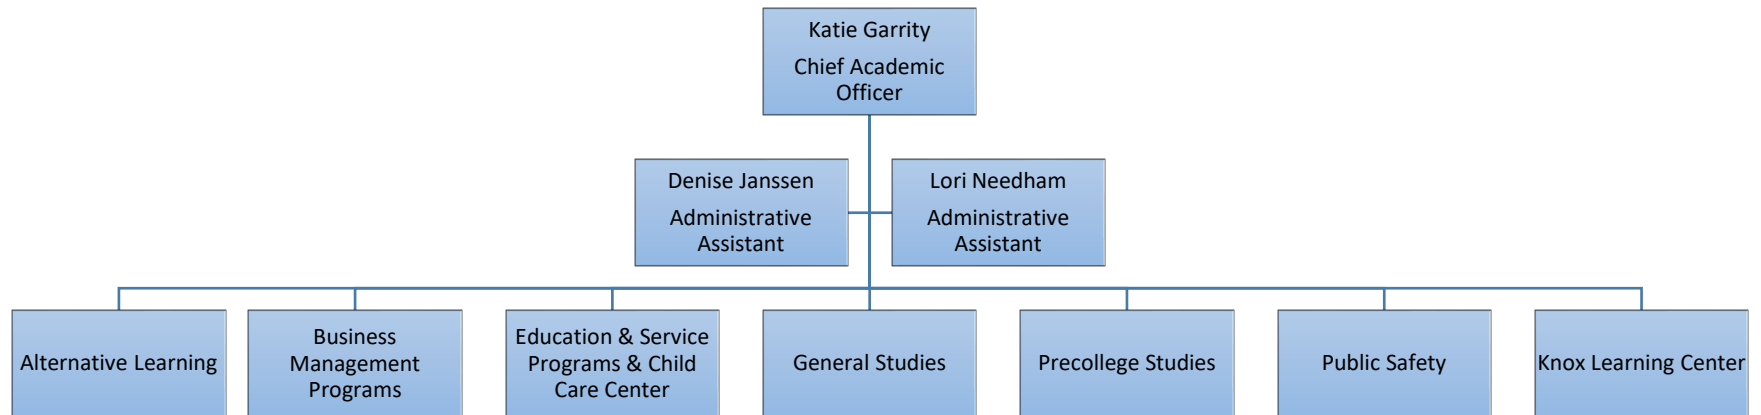 Katie Garrity
Chief Academic
Officer
Denise Janssen
Administrative
Assistant
Lori Needham
Administrative
Assistant
Alternative Learning
Business
Management
Programs
Education & Service
Programs & Child
Care Center
General Studies
Precollege Studies
Public Safety
Knox Learning Center